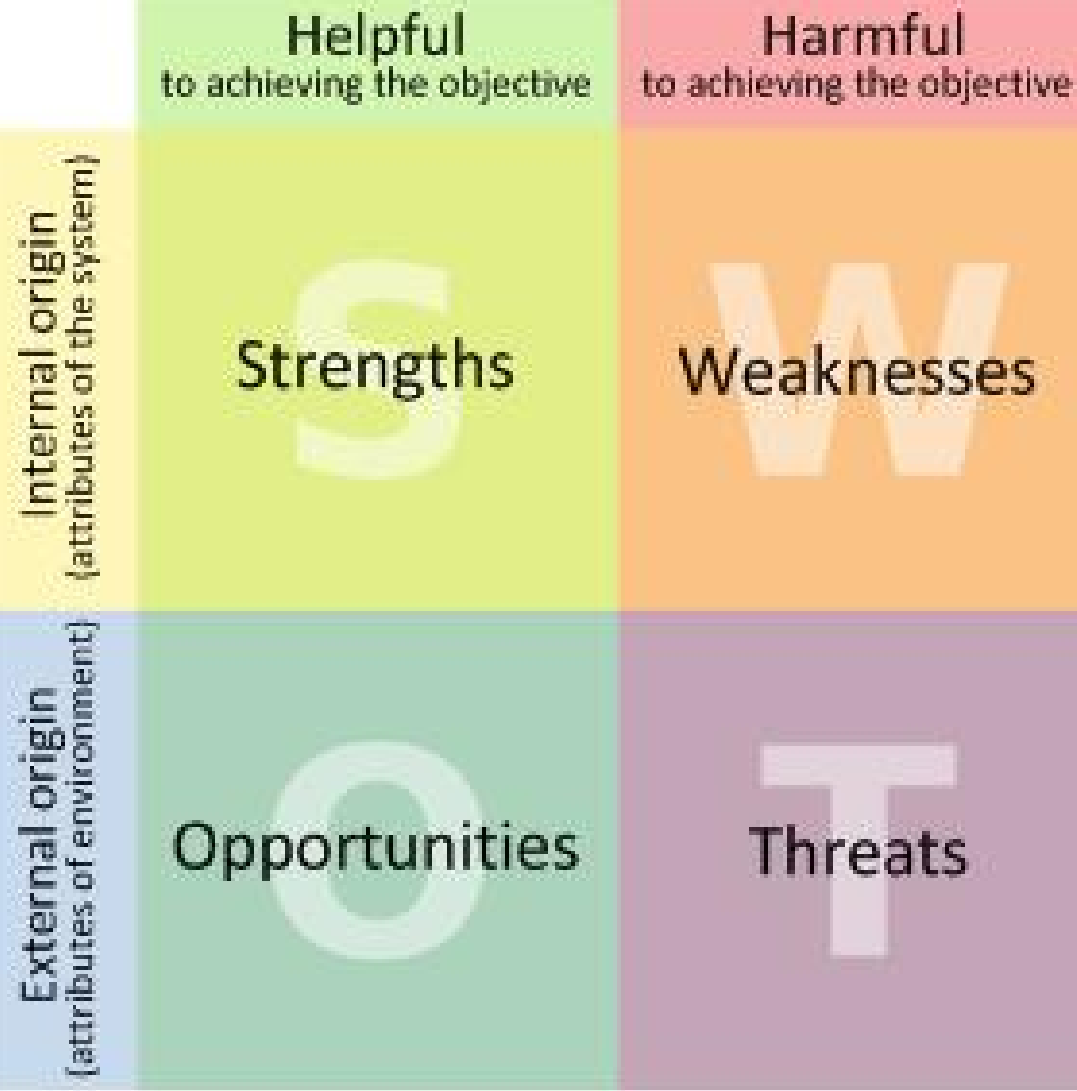 Helpful
to achieving the objective
Harmful
to achieving the objective
Internal origin
(attributes of the system)
S
Strengths
W
Weaknesses
External origin
(attributes of environment)
O
Opportunities
T
Threats